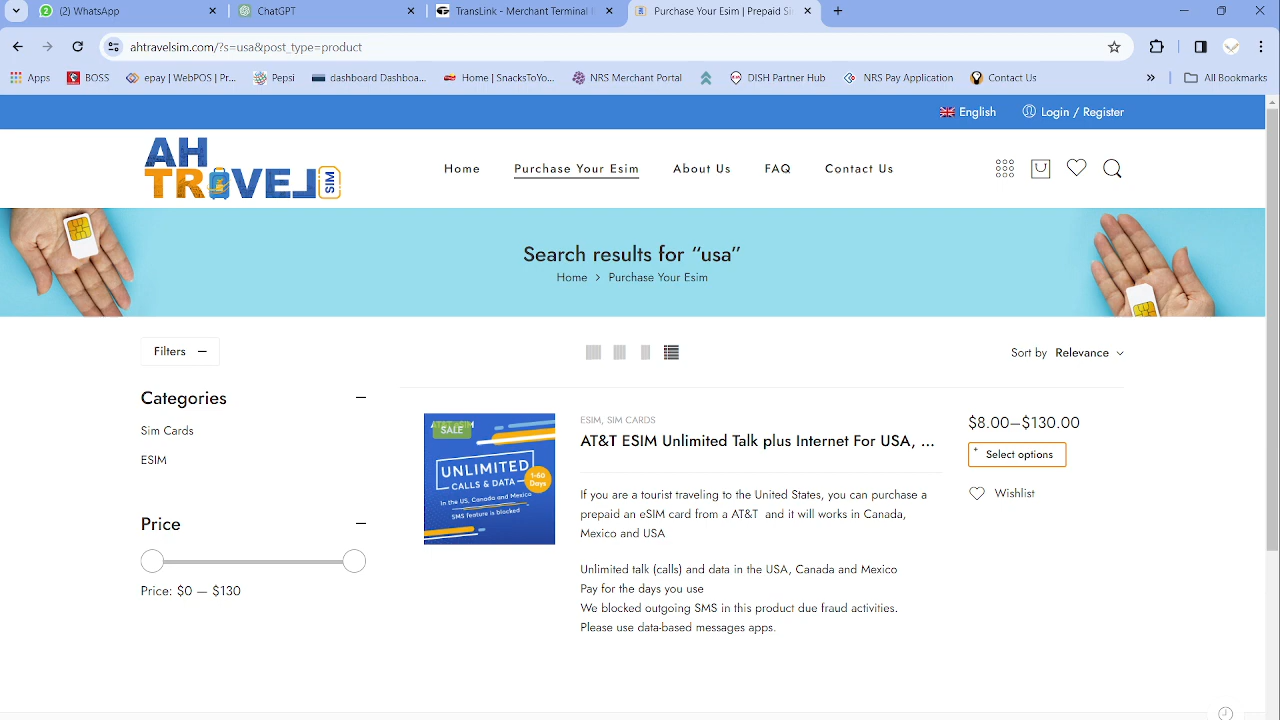 (2) WhatsApp
ChatGPT
TransLink - Merchant Terminal
Purchase Your Esim | Prepaid Si
ahtravelsim.com/?s=usa&post_type=product
Apps
BOSS
epay | WebPOS | Pr...
Pepsi
dashboard Dashboa...
Home | SnacksToYo...
NRS Merchant Portal
DISH Partner Hub
NRS Pay Application
Contact Us
»
All Bookmarks
English
Login / Register
AH
TRAVEL
SIM
Home
Purchase Your Esim
About Us
FAQ
Contact Us
Search results for “usa”
Home > Purchase Your Esim
Filters
Sort by Relevance
Categories
Sim Cards
ESIM
Price
Price: $0 — $130
AT&T ESIM
SALE
UNLIMITED
CALLS & DATA
1-60
Days
In the US, Canada and Mexico
SMS feature is blocked
ESIM, SIM CARDS
AT&T ESIM Unlimited Talk plus Internet For USA, ...
If you are a tourist traveling to the United States, you can purchase a
prepaid an eSIM card from a AT&T and it will works in Canada,
Mexico and USA
Unlimited talk (calls) and data in the USA, Canada and Mexico
Pay for the days you use
We blocked outgoing SMS in this product due fraud activities.
Please use data-based messages apps.
$8.00–$130.00
+ Select options
Wishlist